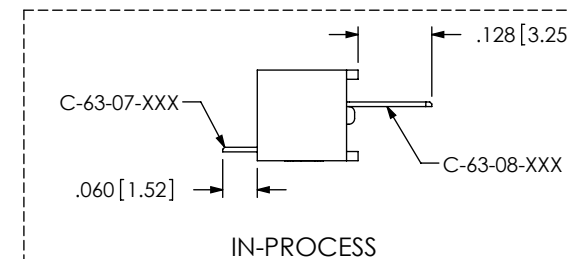 .128[3.25
C-63-07-XXX
C-63-08-XXX
.060[1.52]
IN-PROCESS